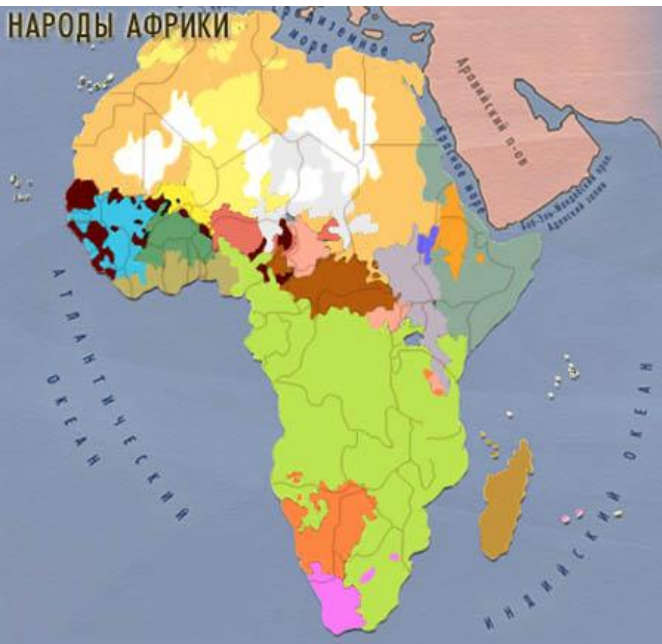 НАРОДЫ АФРИКИ
Средиземное
море
Аравийский п-ов
Красное море
Баб-Эль-Мандебский прол.
Аденский залив
АТЛАНТИЧЕСКИЙ
ОКЕАН
ИНДИЙСКИЙ ОКЕАН